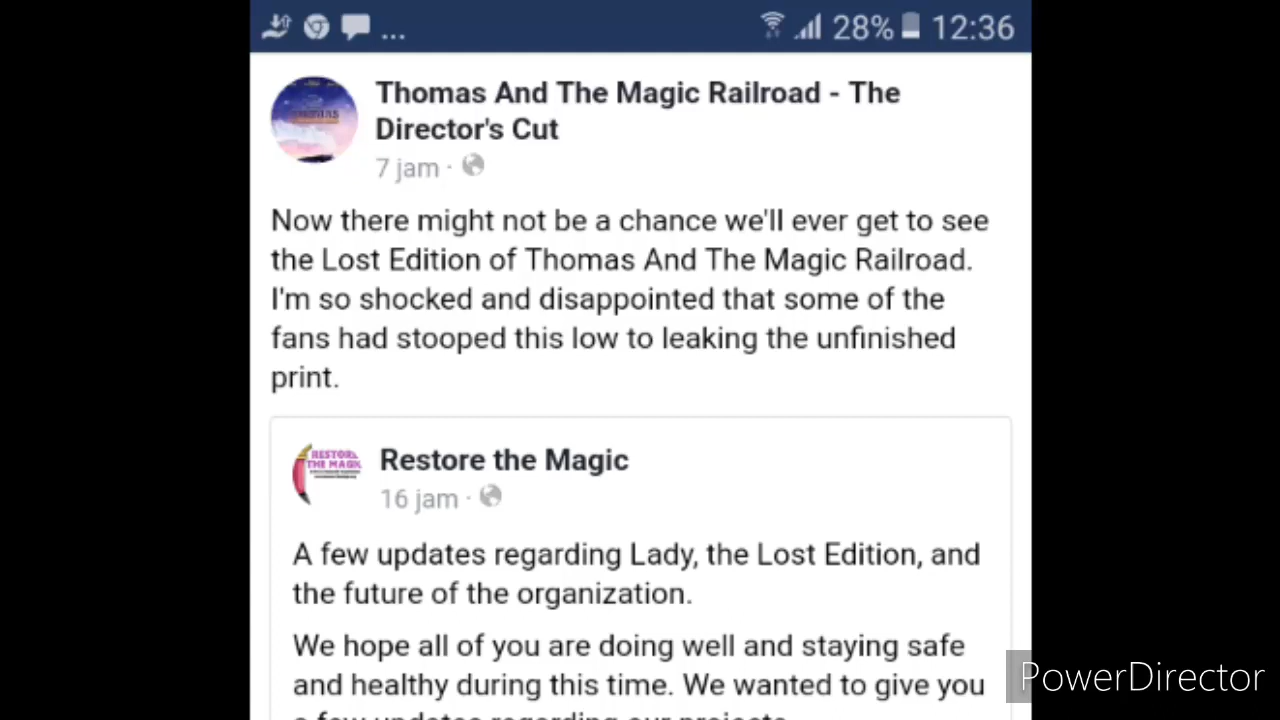 ... 28% 12:36
Thomas And The Magic Railroad - The
Director's Cut
7 jam ·
Now there might not be a chance we'll ever get to see
the Lost Edition of Thomas And The Magic Railroad.
I'm so shocked and disappointed that some of the
fans had stooped this low to leaking the unfinished
print.
RESTORE
THE MAGIC
Restore the Magic
16 jam ·
A few updates regarding Lady, the Lost Edition, and
the future of the organization.
We hope all of you are doing well and staying safe
and healthy during this time. We wanted to give you
a few updates regarding our projects
PowerDirector